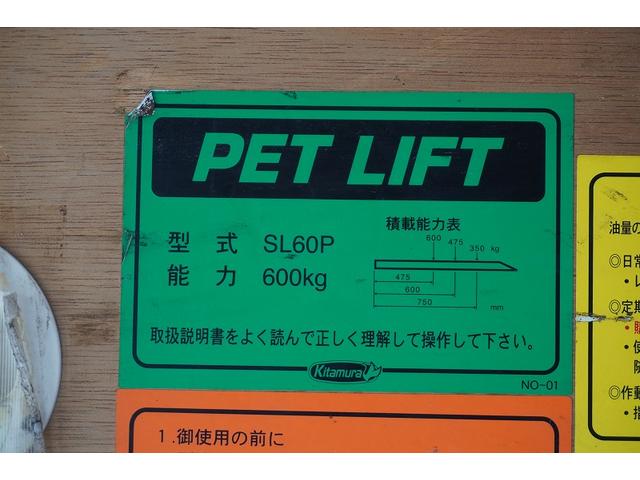 PET LIFT
型式 SL60P
能力 600kg
積載能力表
600 475 350 kg
475
600
750 mm
取扱説明書をよく読んで正しく理解して操作して下さい。
Kitamura
NO-01
1.御使用の前に
油量の
◎日常
・レ
◎定期
・使
◎作動
・指